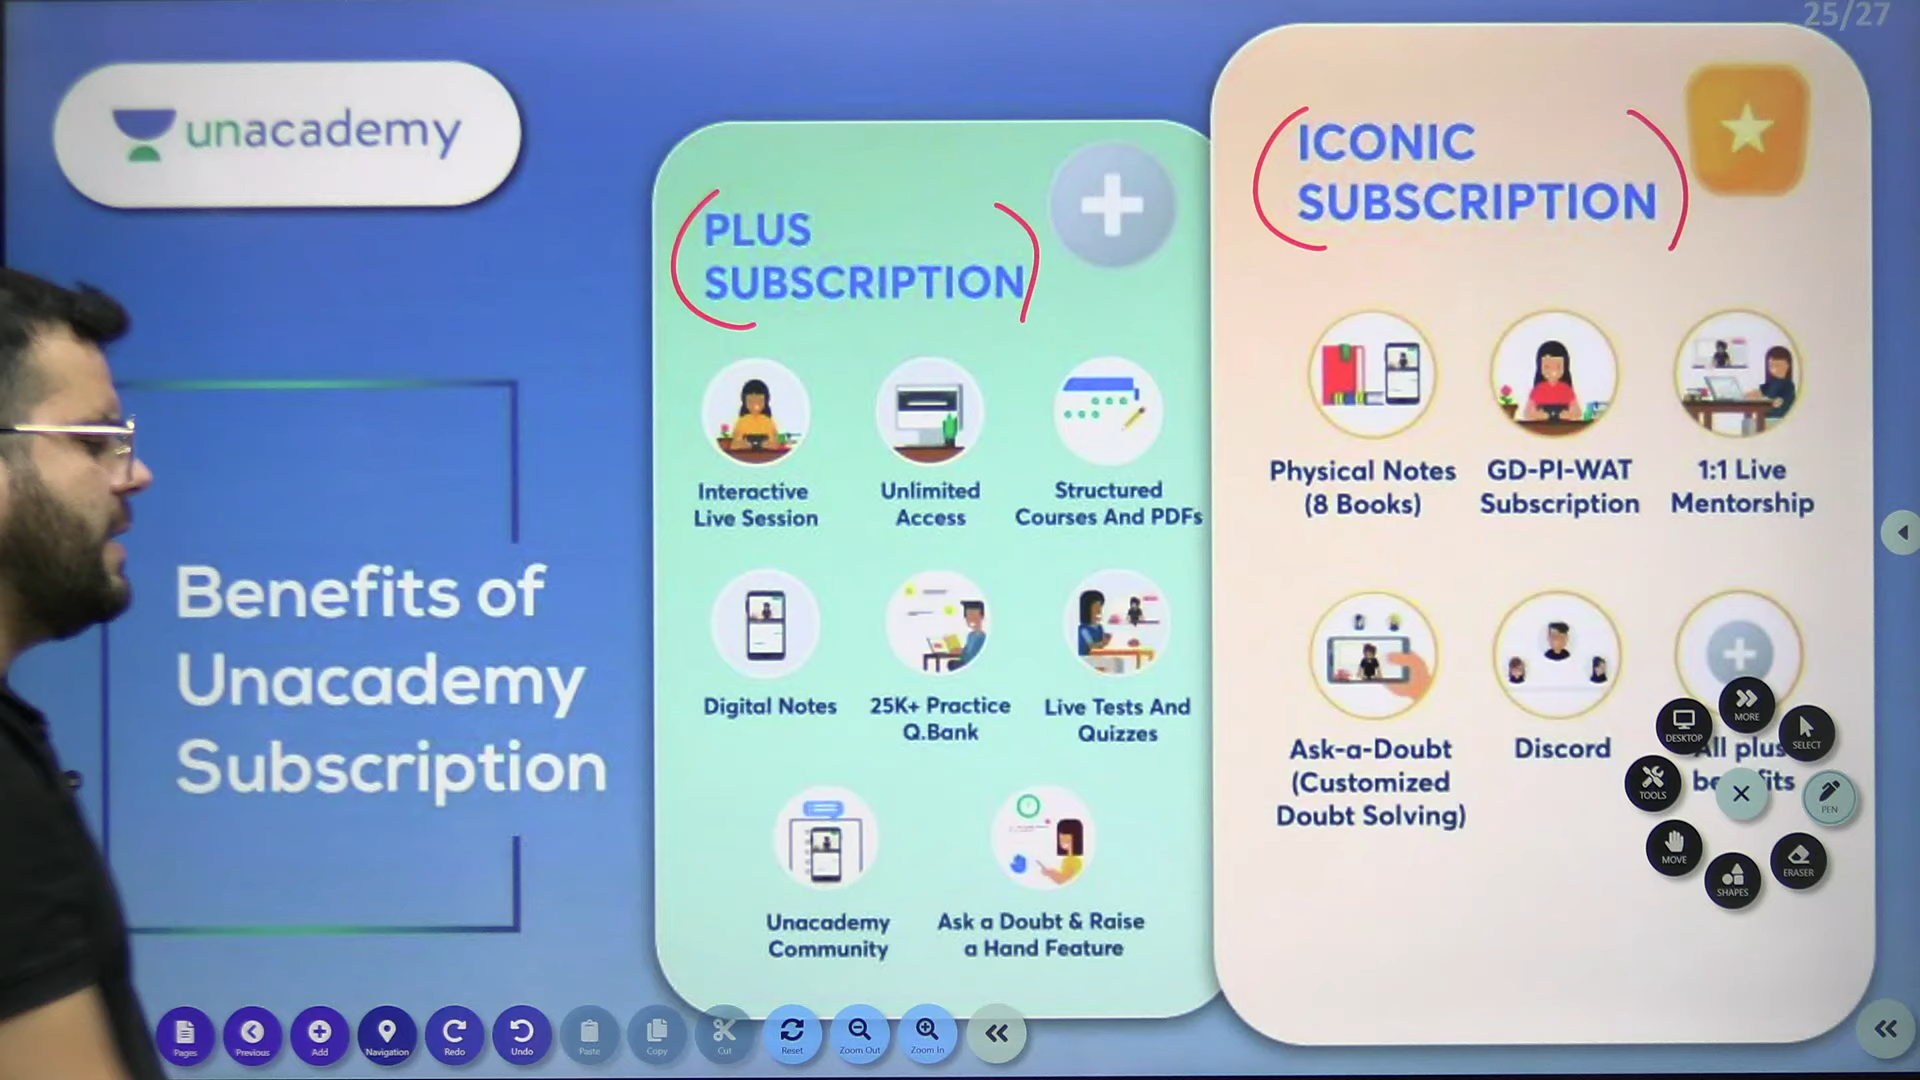 25/27
unacademy
Benefits of
Unacademy
Subscription
PLUS
SUBSCRIPTION
Interactive
Live Session
Unlimited
Access
Structured
Courses And PDFs
Digital Notes
25K+ Practice
Q.Bank
Live Tests And
Quizzes
Unacademy
Community
Ask a Doubt & Raise
a Hand Feature
ICONIC
SUBSCRIPTION
Physical Notes
(8 Books)
GD-PI-WAT
Subscription
1:1 Live
Mentorship
Ask-a-Doubt
(Customized
Doubt Solving)
Discord
All plus
MORE
DESKTOP
SELECT
TOOLS
PEN
MOVE
ERASER
SHAPES
Pages
Previous
Add
Navigation
Redo
Undo
Paste
Copy
Cut
Reset
Zoom Out
Zoom In